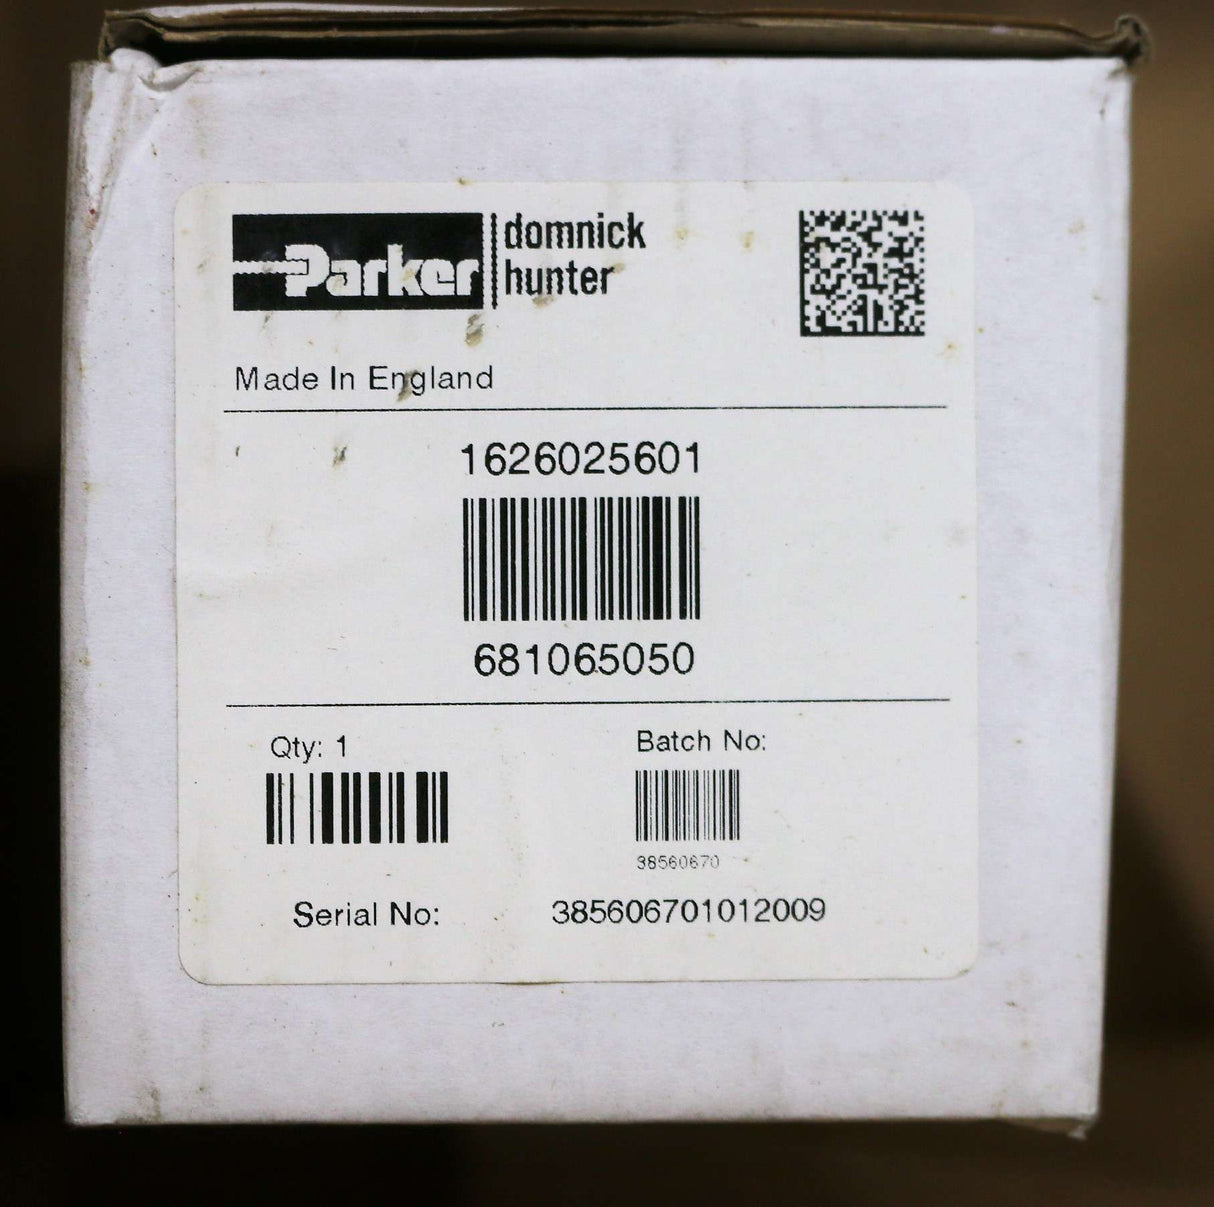 Parker
domnick
hunter
Made In England
1626025601
681065050
Qty: 1
Batch No:
38560670
Serial No: 385606701012009